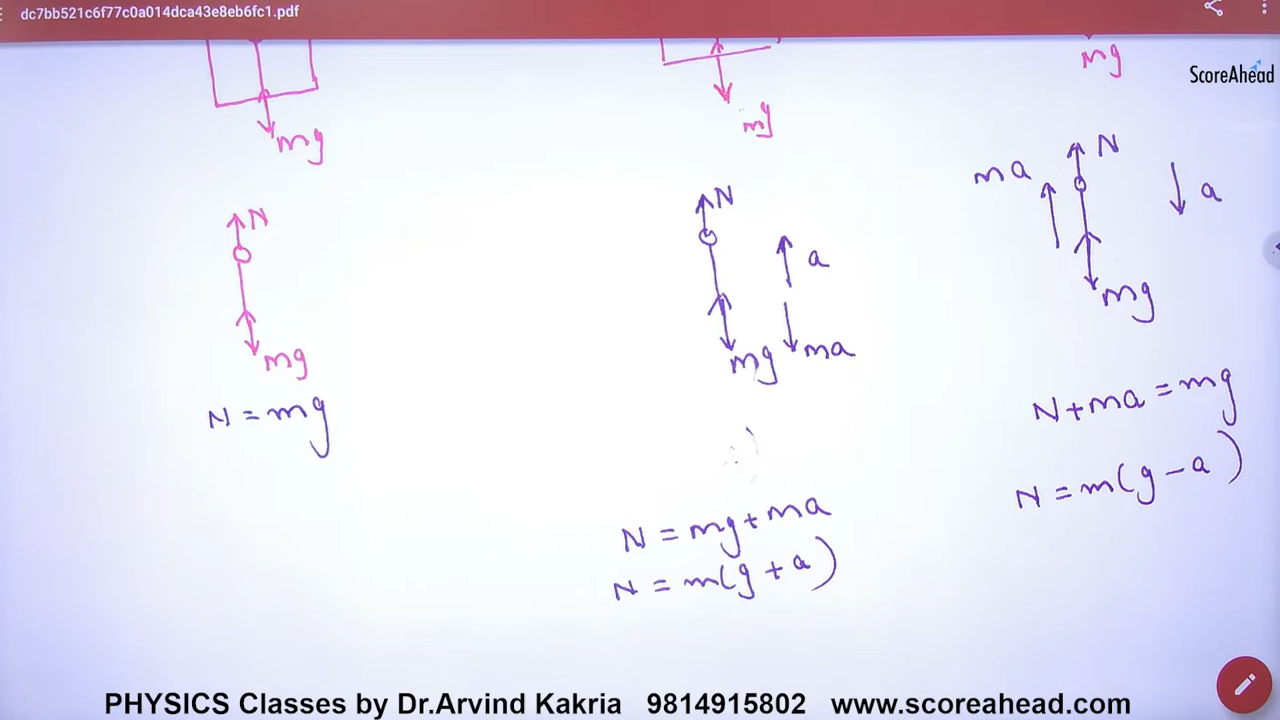 dc7bb521c6f77c0a014dca43e8eb6fc1.pdf
ScoreAhead
mg
mg
mg
N
mg
N = mg
N
a
mg
ma
N = mg + ma
N = m(g + a)
ma
N
a
mg
N + ma = mg
N = m(g - a)
PHYSICS Classes by Dr.Arvind Kakria 9814915802 www.scoreahead.com